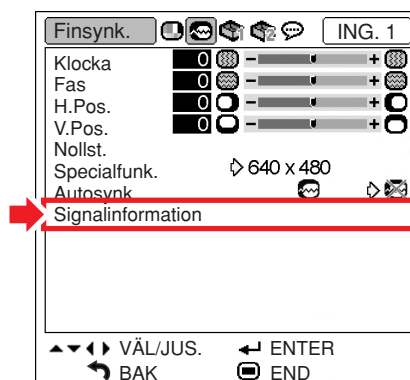 Finsynk. ING. 1
Klocka 0 - +
Fas 0 - +
H.Pos. 0 - +
V.Pos. 0 - +
Nollst.
Specialfunk. 640 x 480
Autosynk
Signalinformation
VÄL/JUS. ENTER
BAK END